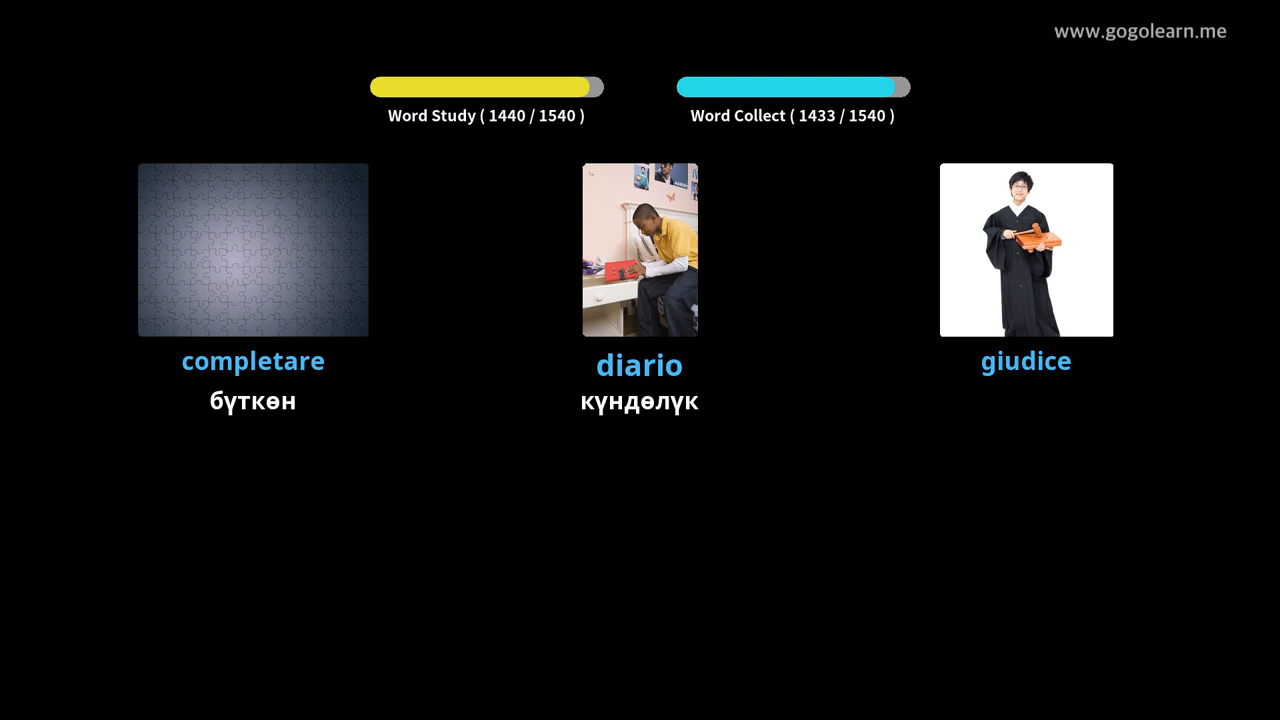 www.gogolearn.me
Word Study ( 1440 / 1540 )
Word Collect ( 1433 / 1540 )
completare
бүткөн
diario
күндөлүк
giudice